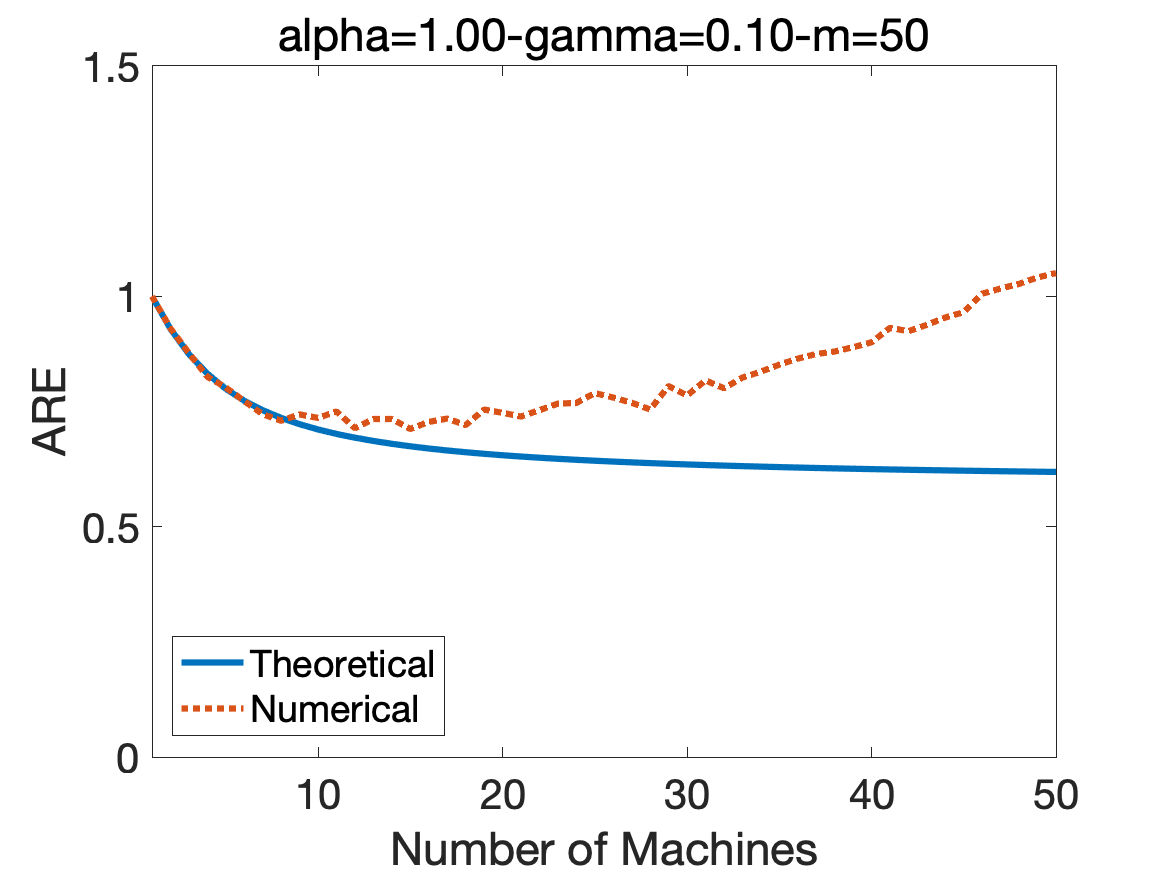 alpha=1.00-gamma=0.10-m=50
1.5
1
0.5
0
ARE
Theoretical
Numerical
10 20 30 40 50
Number of Machines